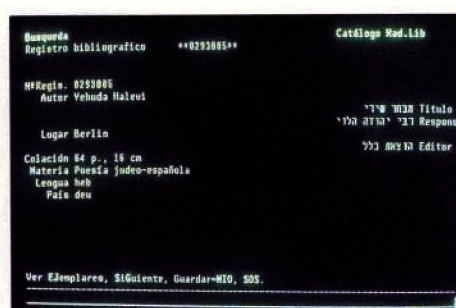 Busqueda
Catálogo Mad.Lib
Registro bibliografico **0293085**
NºRegis. 0293085
Autor Yehuda Halevi
מבחר שירי Titulo
רבי יהודה הלוי Respons
Lugar Berlin
הוצאת כלל Editor
Colación 64 p., 16 cm
Materia Poesía judeo-española
Lengua heb
País deu
Ver EJemplares, SiGuiente, Guardar=MIO, SOS.